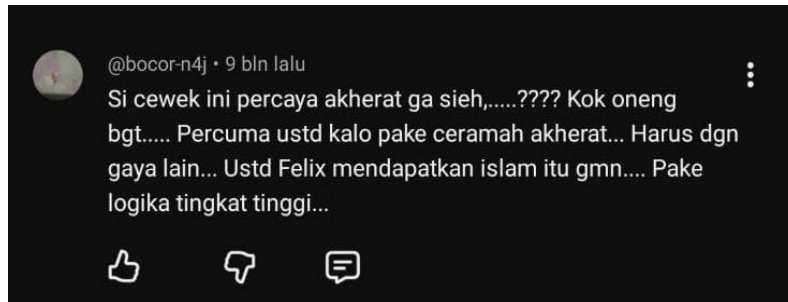 @bocor-n4j • 9 bln lalu
Si cewek ini percaya akherat ga sieh,.....???? Kok oneng
bgt..... Percuma ustd kalo pake ceramah akherat... Harus dgn
gaya lain... Ustd Felix mendapatkan islam itu gmn.... Pake
logika tingkat tinggi...